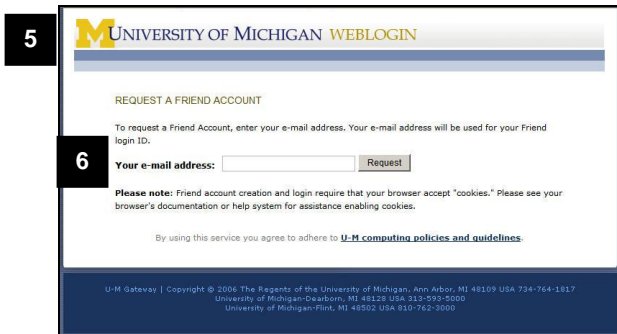 5
UNIVERSITY OF MICHIGAN WEBLOGIN
REQUEST A FRIEND ACCOUNT
To request a Friend Account, enter your e-mail address. Your e-mail address will be used for your Friend
login ID.
6
Your e-mail address: Request
Please note: Friend account creation and login require that your browser accept "cookies." Please see your
browser's documentation or help system for assistance enabling cookies.
By using this service you agree to adhere to U-M computing policies and guidelines.
U-M Gateway | Copyright © 2006 The Regents of the University of Michigan, Ann Arbor, MI 48109 USA 734-764-1817
University of Michigan-Dearborn, MI 48128 USA 313-593-5000
University of Michigan-Flint, MI 48502 USA 810-762-3000